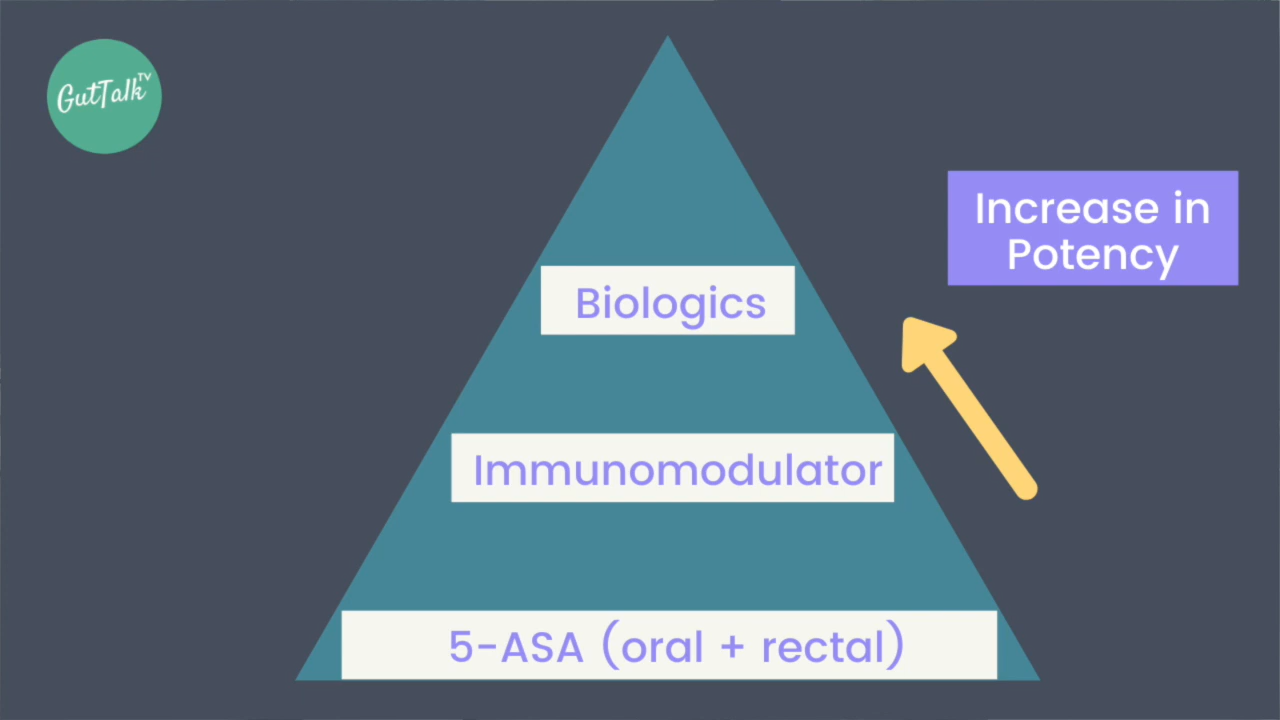 GutTalk TV
Increase in
Potency
Biologics
Immunomodulator
5-ASA (oral + rectal)